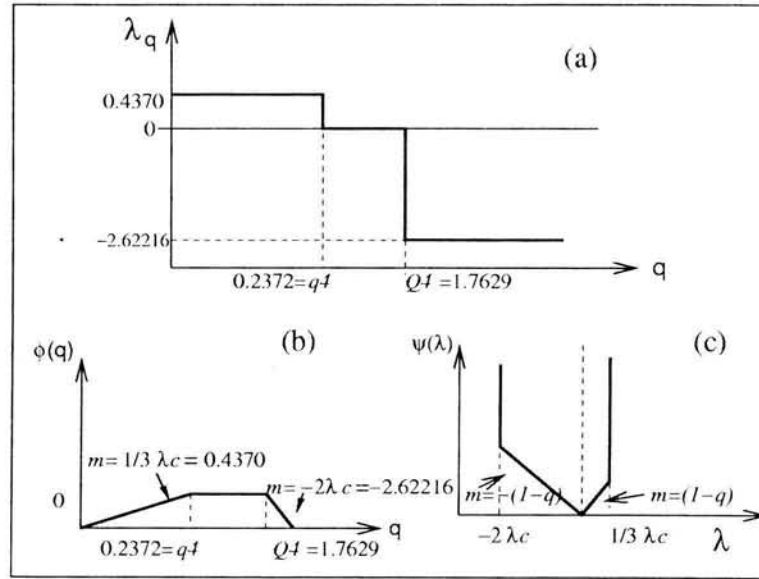 λq
(a)
0.4370
0
−2.62216
q
0.2372=q4
Q4=1.7629
(b)
(c)
ϕ(q)
ψ(λ)
m=1/3 λc=0.4370
m=−2λc=−2.62216
0
m=−(1−q)
m=(1−q)
q
0.2372=q4
Q4=1.7629
−2 λc
1/3 λc
λ